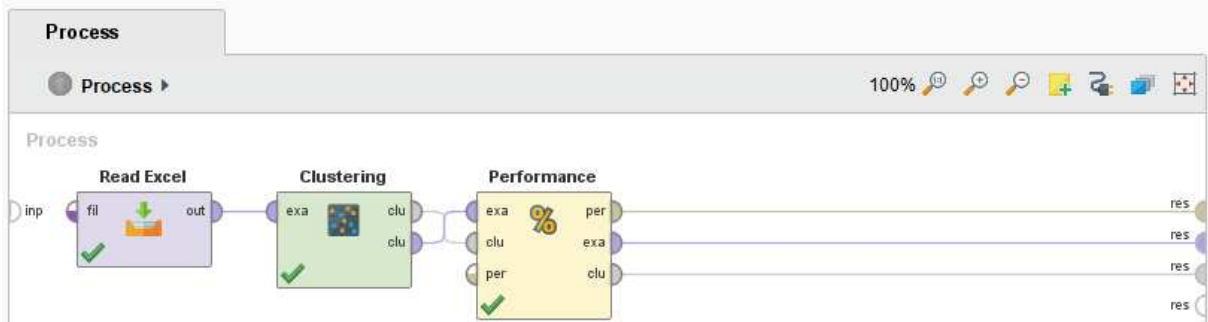 Process
Process
100%
Process
Read Excel
Clustering
Performance
inp
fil
out
exa
clu
clu
exa
clu
per
per
exa
clu
res
res
res
res